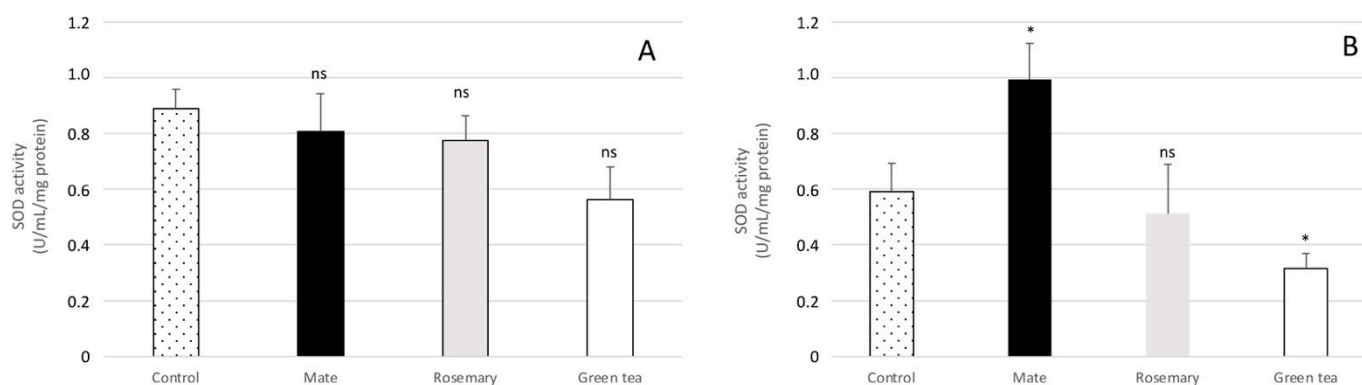 A
SOD activity
(U/mL/mg protein)
1.2
1.0
0.8
0.6
0.4
0.2
0
ns
ns
ns
Control Mate Rosemary Green tea
B
SOD activity
(U/mL/mg protein)
1.2
1.0
0.8
0.6
0.4
0.2
0
*
ns
*
Control Mate Rosemary Green tea